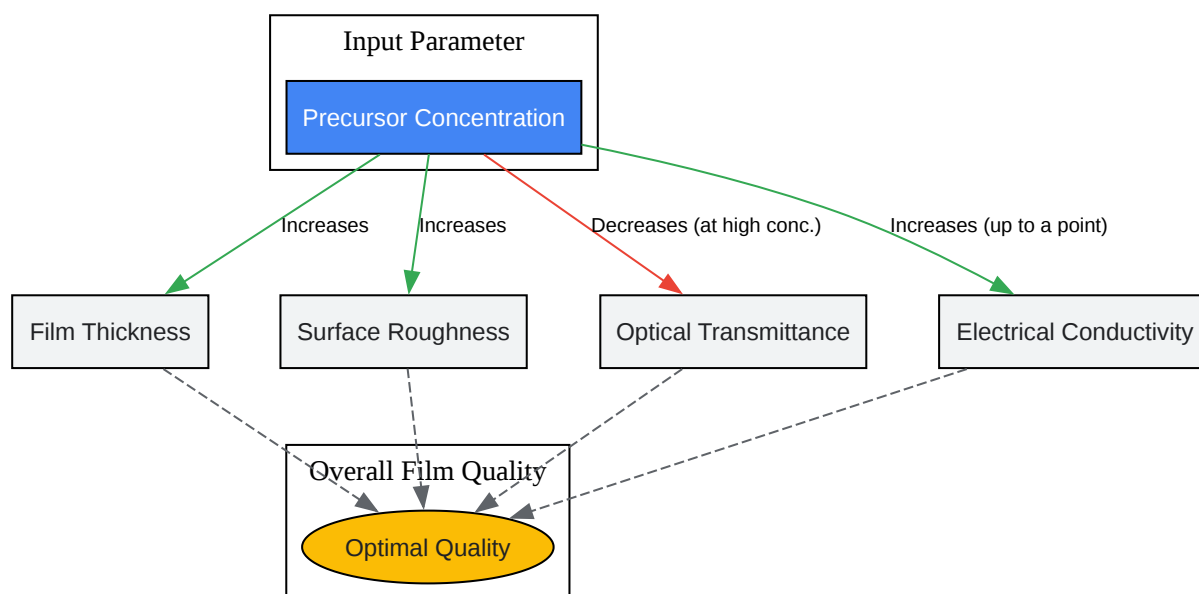 Input Parameter
Precursor Concentration
Increases
Increases
Decreases (at high conc.)
Increases (up to a point)
Film Thickness
Surface Roughness
Optical Transmittance
Electrical Conductivity
Overall Film Quality
Optimal Quality